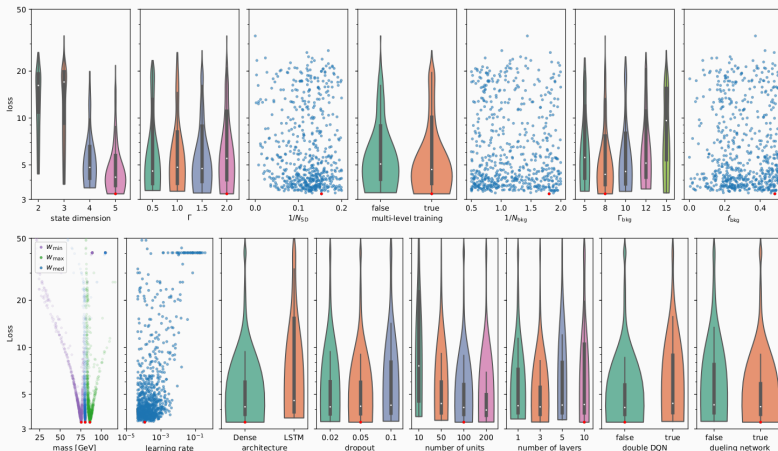 loss
50
20
10
5
3
2 3 4 5
state dimension
0.5 1.0 1.5 2.0
Γ
0.0 0.1 0.2
1/N_SD
false true
multi-level training
0.5 1.0 1.5 2.0
1/N_bkg
5 8 10 12 15
Γ_bkg
0.0 0.2 0.4
f_bkg
Loss
50
20
10
5
3
w_min
w_max
w_med
25 50 75 100
mass [GeV]
10⁻⁵ 10⁻³ 10⁻¹
learning rate
Dense LSTM
architecture
0.02 0.05 0.1
dropout
10 50 100 200
number of units
1 3 5 10
number of layers
false true
double DQN
false true
dueling network